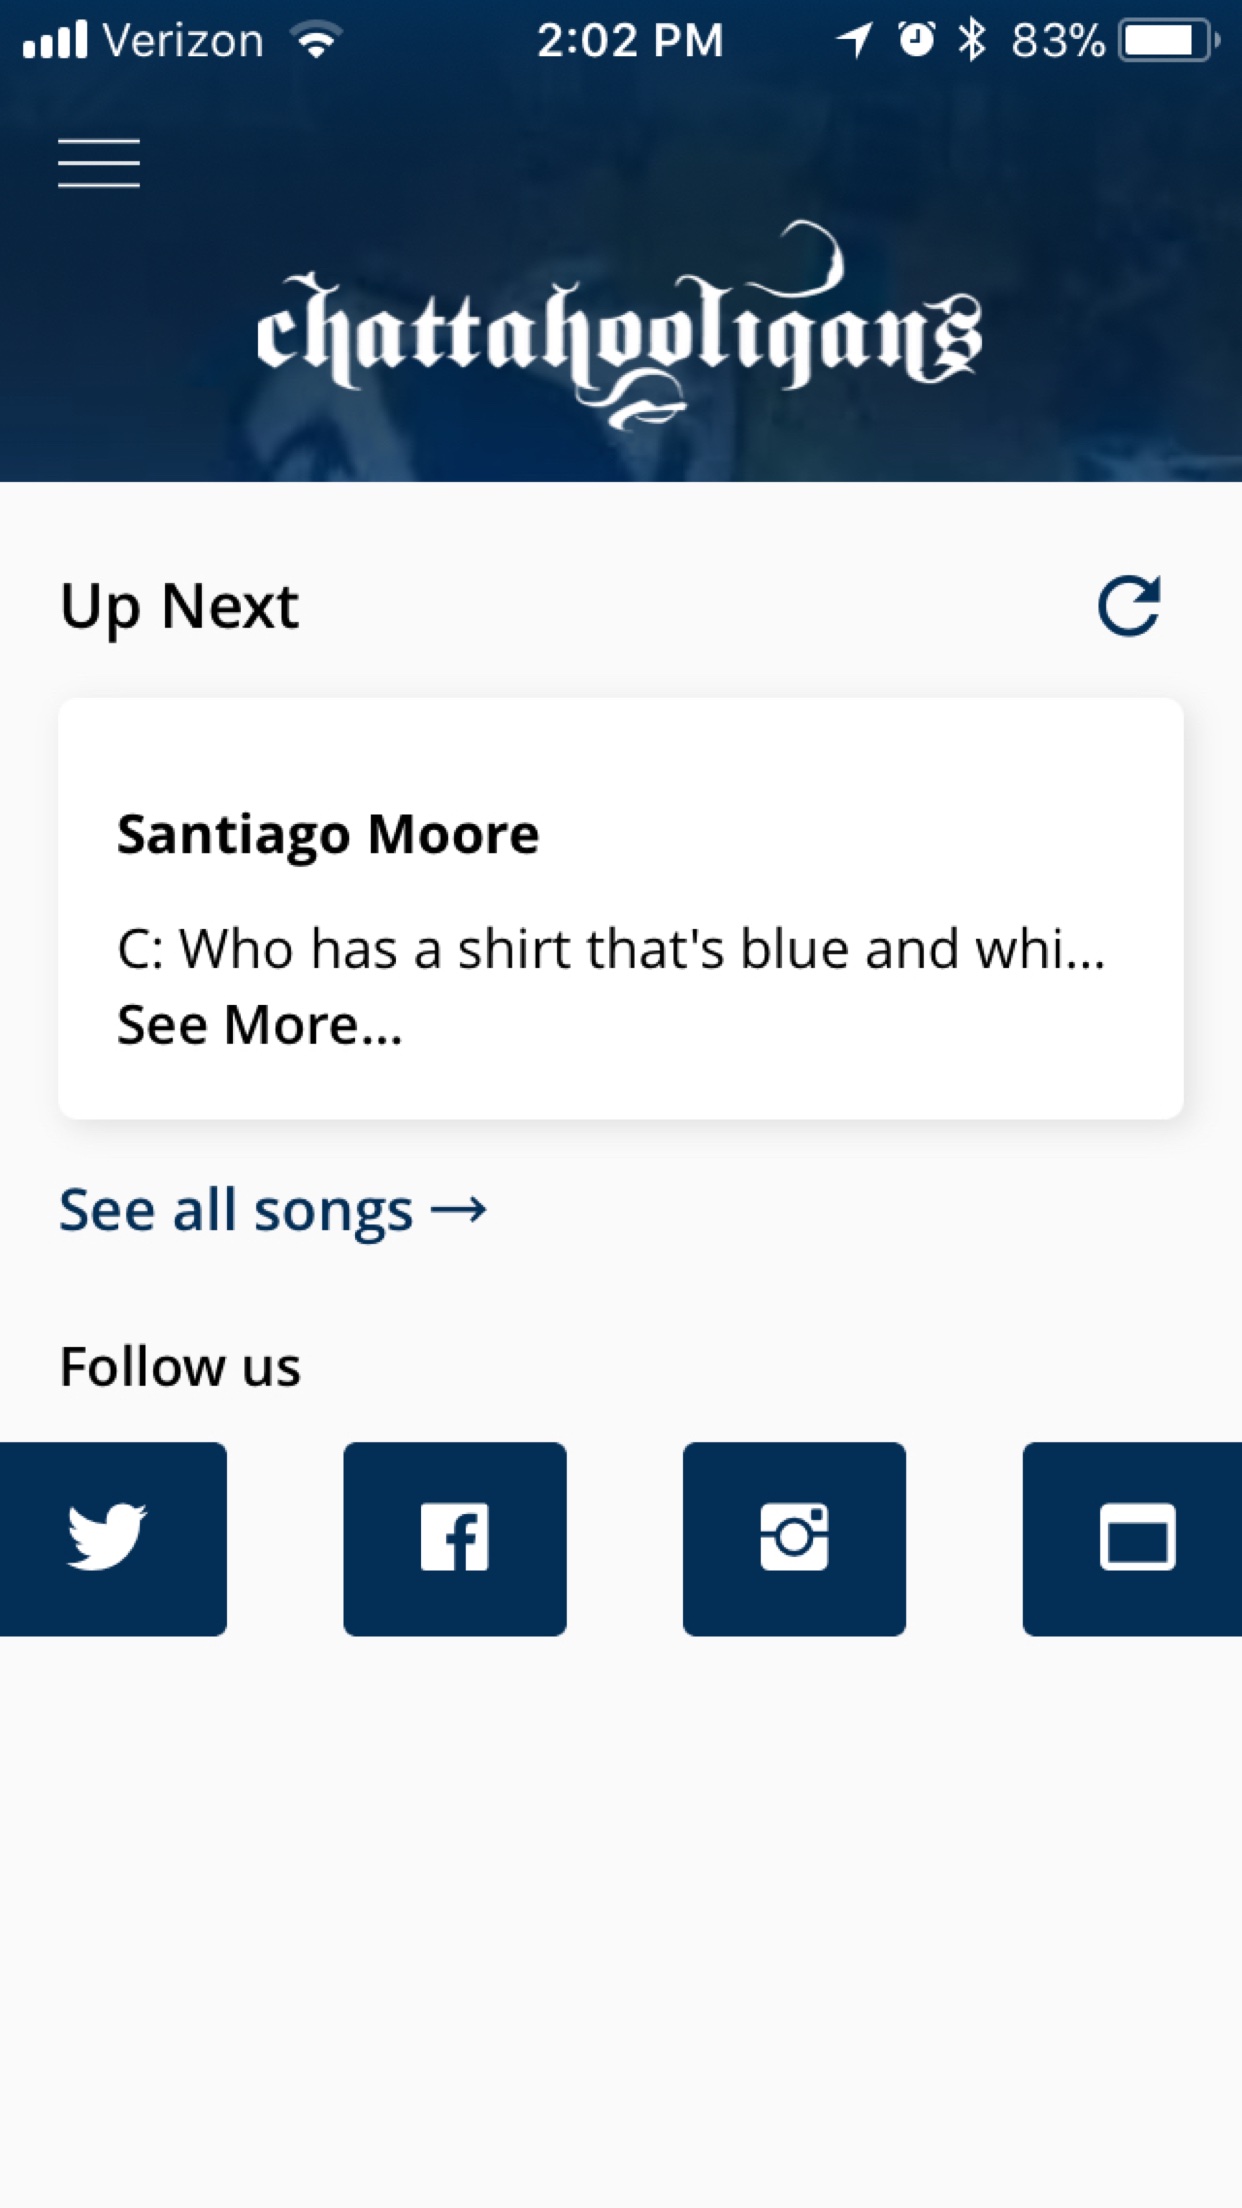 Verizon 2:02 PM 83%
chattahooligans
Up Next
Santiago Moore
C: Who has a shirt that's blue and whi...
See More...
See all songs →
Follow us